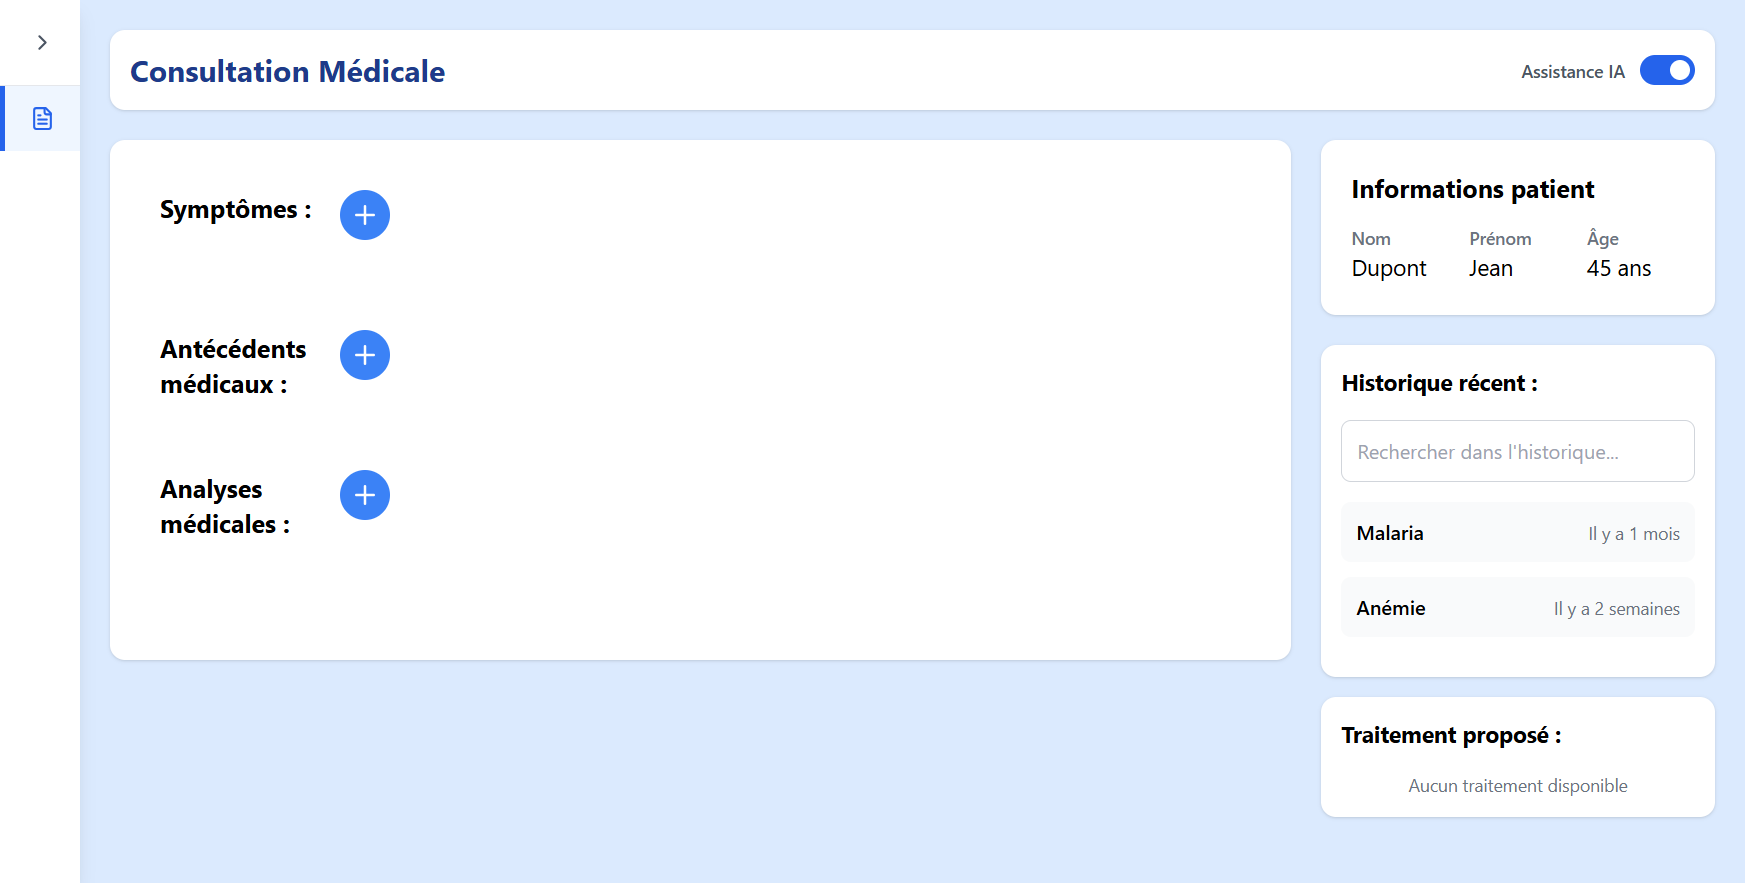 Consultation Médicale
Assistance IA
Symptômes :
Antécédents
médicaux :
Analyses
médicales :
Informations patient
Nom
Prénom
Âge
Dupont
Jean
45 ans
Historique récent :
Rechercher dans l'historique...
Malaria
Il y a 1 mois
Anémie
Il y a 2 semaines
Traitement proposé :
Aucun traitement disponible